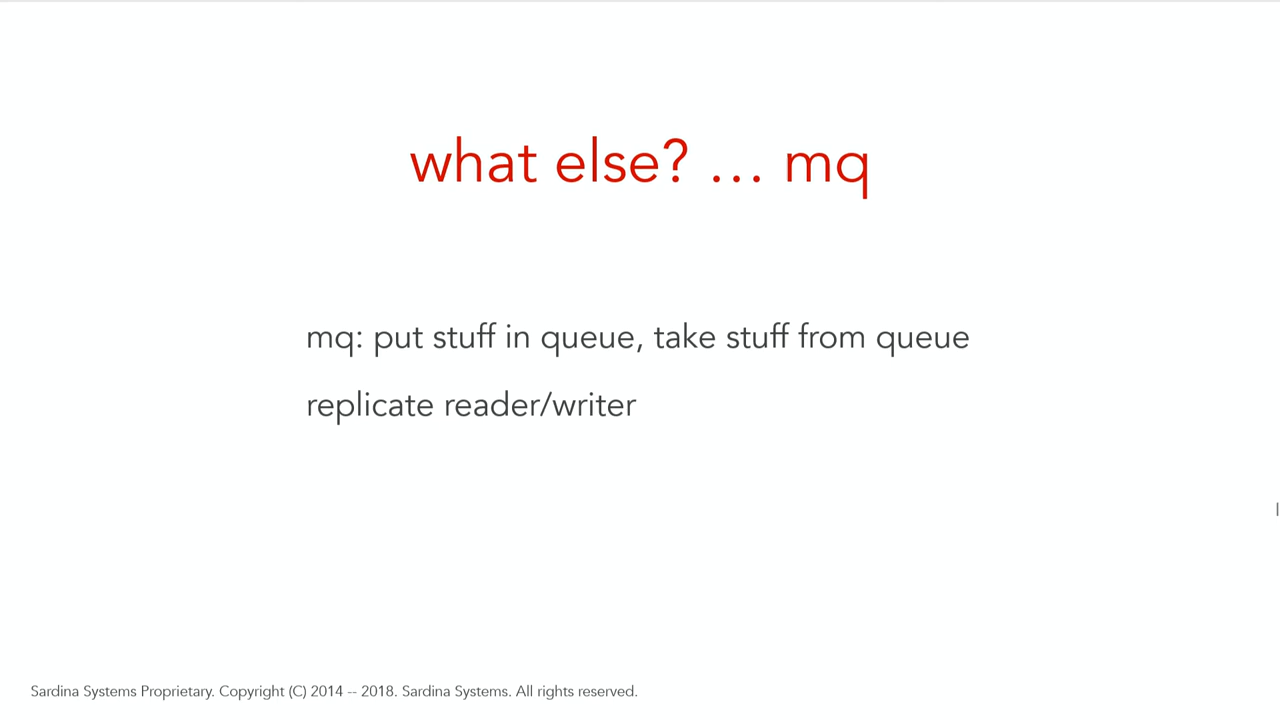 what else? … mq
mq: put stuff in queue, take stuff from queue
replicate reader/writer
Sardina Systems Proprietary. Copyright (C) 2014 -- 2018. Sardina Systems. All rights reserved.